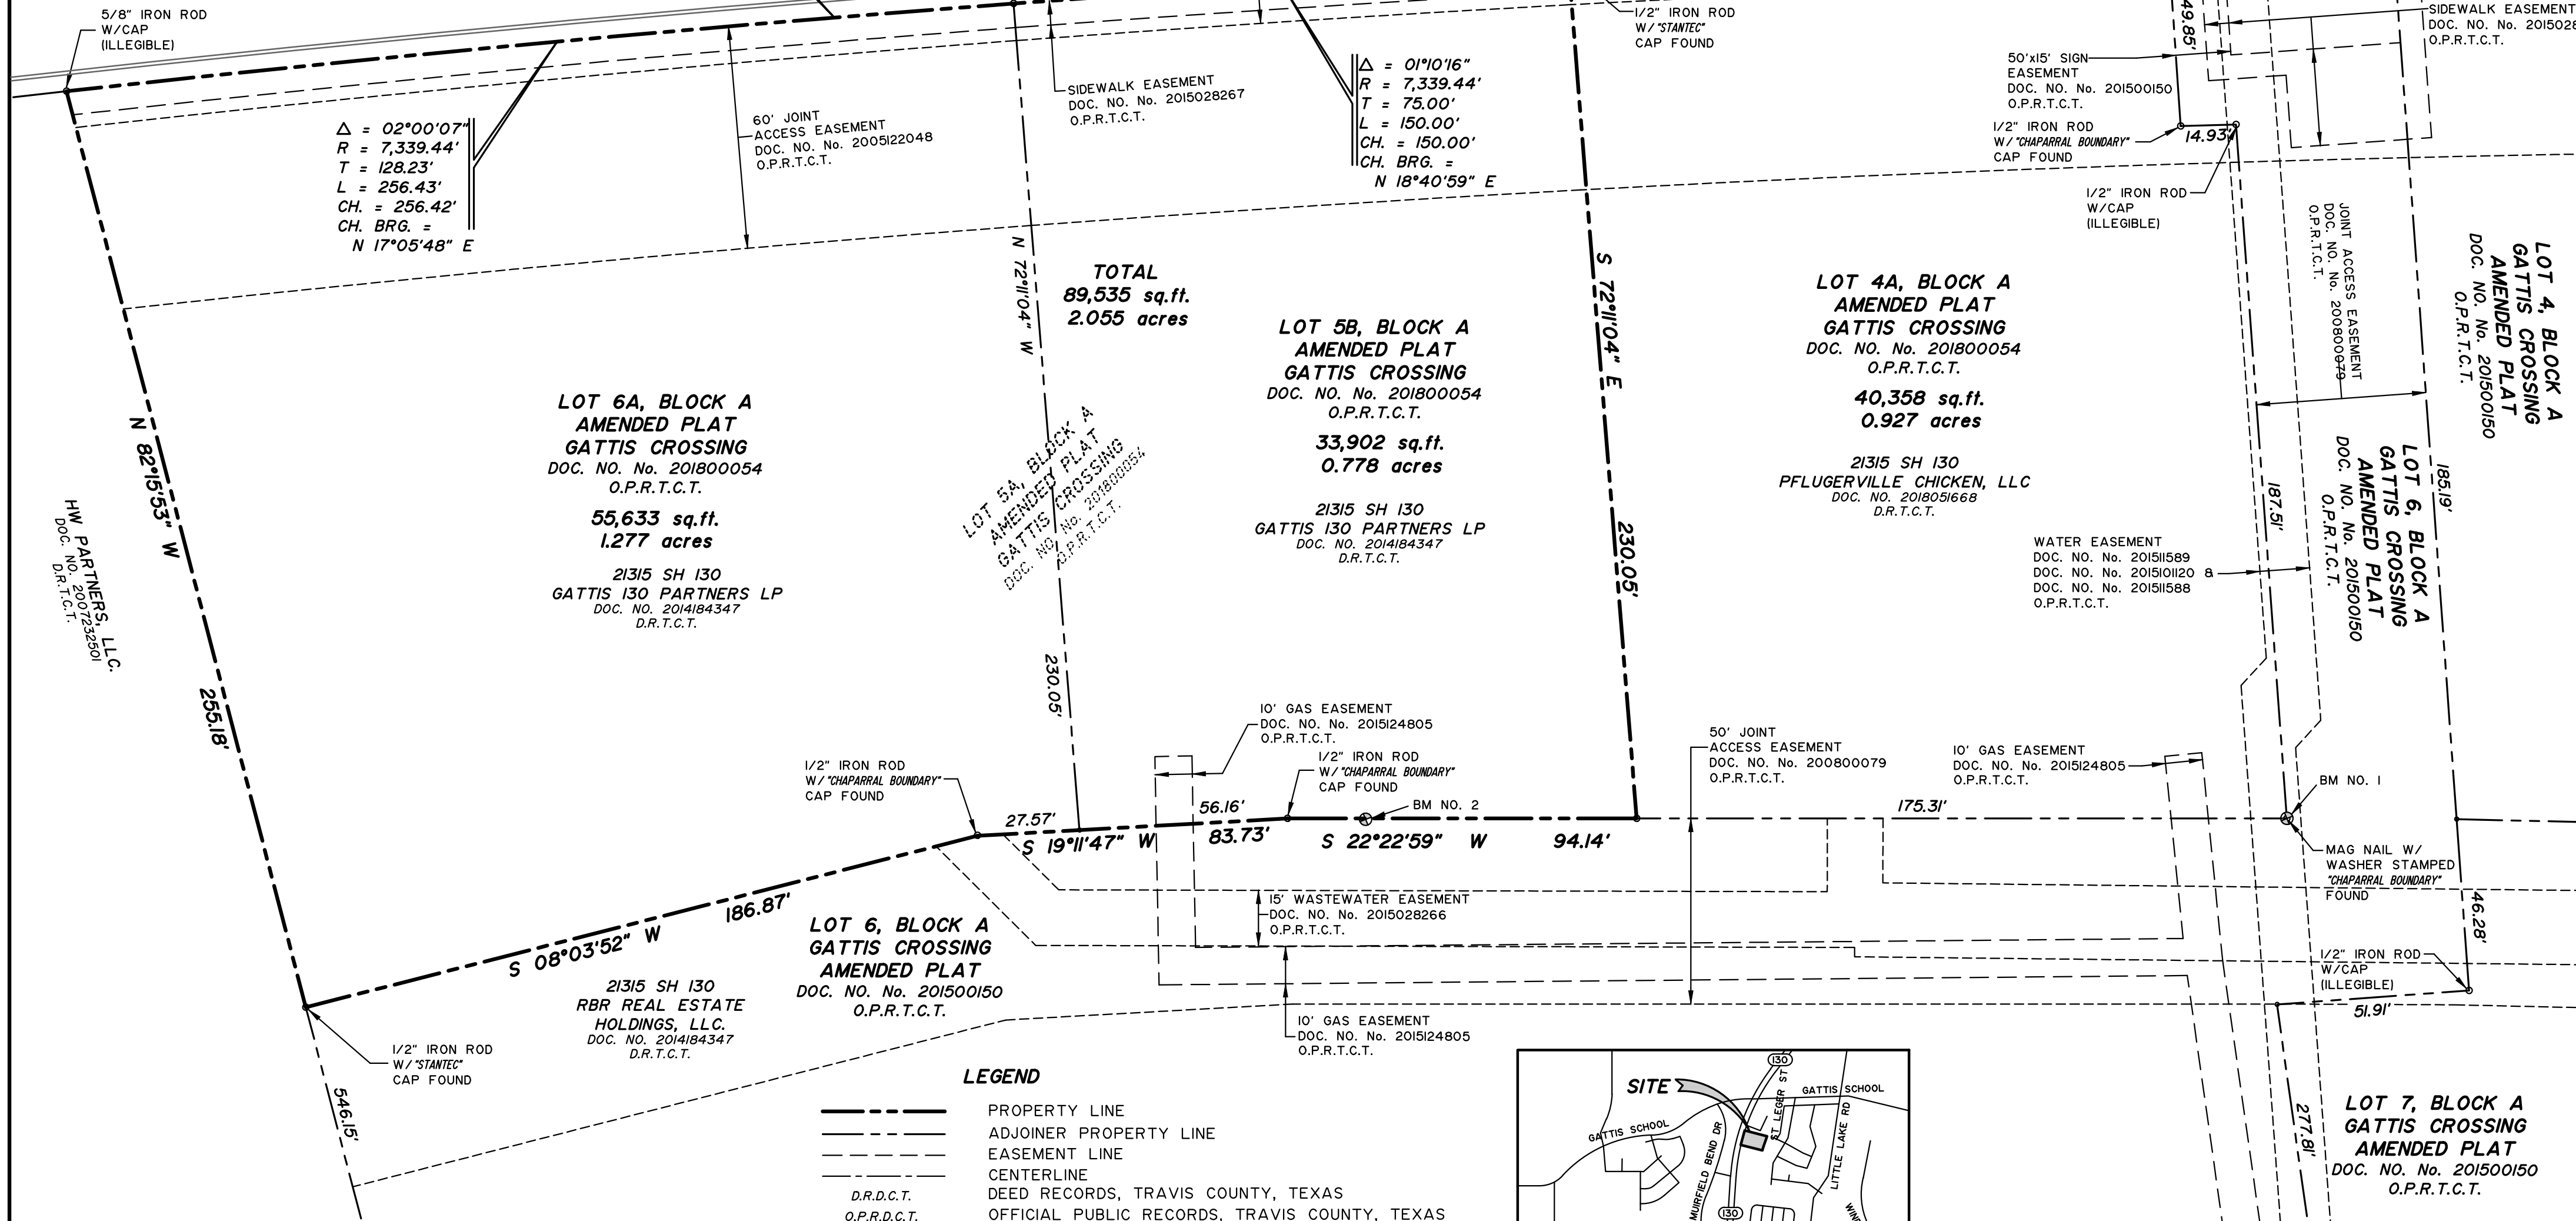 5/8" IRON ROD
W/CAP
(ILLEGIBLE)
Δ = 02°00'07"
R = 7,339.44'
T = 128.23'
L = 256.43'
CH. = 256.42'
CH. BRG. =
N 17°05'48" E
60' JOINT
ACCESS EASEMENT
DOC. NO. No. 2005122048
O.P.R.T.C.T.
SIDEWALK EASEMENT
DOC. NO. No. 2015028267
O.P.R.T.C.T.
Δ = 01°10'16"
R = 7,339.44'
T = 75.00'
L = 150.00'
CH. = 150.00'
CH. BRG. =
N 18°40'59" E
1/2" IRON ROD
W/"STANTEC"
CAP FOUND
50'x15' SIGN
EASEMENT
DOC. NO. No. 201500150
O.P.R.T.C.T.
1/2" IRON ROD
W/"CHAPARRAL BOUNDARY"
CAP FOUND
49.85'
14.93'
1/2" IRON ROD
W/CAP
(ILLEGIBLE)
SIDEWALK EASEMENT
DOC. NO. No. 2015028
O.P.R.T.C.T.
JOINT ACCESS EASEMENT
DOC. NO. No. 200800079
O.P.R.T.C.T.
LOT 4, BLOCK A
GATTIS CROSSING
AMENDED PLAT
DOC. NO. No. 201500150
O.P.R.T.C.T.
N 72°11'04" W
TOTAL
89,535 sq.ft.
2.055 acres
S 72°11'04" E
230.05'
LOT 5B, BLOCK A
AMENDED PLAT
GATTIS CROSSING
DOC. NO. No. 201800054
O.P.R.T.C.T.
33,902 sq.ft.
0.778 acres
21315 SH 130
GATTIS 130 PARTNERS LP
DOC. NO. 2014184347
D.R.T.C.T.
LOT 4A, BLOCK A
AMENDED PLAT
GATTIS CROSSING
DOC. NO. No. 201800054
O.P.R.T.C.T.
40,358 sq.ft.
0.927 acres
21315 SH 130
PFLUGERVILLE CHICKEN, LLC
DOC. NO. 2018051668
D.R.T.C.T.
LOT 6A, BLOCK A
AMENDED PLAT
GATTIS CROSSING
DOC. NO. No. 201800054
O.P.R.T.C.T.
55,633 sq.ft.
1.277 acres
21315 SH 130
GATTIS 130 PARTNERS LP
DOC. NO. 2014184347
D.R.T.C.T.
LOT 5A, BLOCK A
AMENDED PLAT
GATTIS CROSSING
DOC. NO. No. 201800054
O.P.R.T.C.T.
N 82°15'53" W
255.18'
HW PARTNERS, LLC.
DOC. NO. 2007232501
D.R.T.C.T.
WATER EASEMENT
DOC. NO. No. 201511589
DOC. NO. No. 2015101120 &
DOC. NO. No. 201511588
O.P.R.T.C.T.
187.51'
185.19'
LOT 6, BLOCK A
GATTIS CROSSING
AMENDED PLAT
DOC. NO. No. 201500150
O.P.R.T.C.T.
230.05'
10' GAS EASEMENT
DOC. NO. No. 2015124805
O.P.R.T.C.T.
1/2" IRON ROD
W/"CHAPARRAL BOUNDARY"
CAP FOUND
1/2" IRON ROD
W/"CHAPARRAL BOUNDARY"
CAP FOUND
BM NO. 2
50' JOINT
ACCESS EASEMENT
DOC. NO. No. 200800079
O.P.R.T.C.T.
10' GAS EASEMENT
DOC. NO. No. 2015124805
O.P.R.T.C.T.
BM NO. 1
175.31'
27.57'
56.16'
S 19°11'47" W 83.73'
S 22°22'59" W 94.14'
MAG NAIL W/
WASHER STAMPED
"CHAPARRAL BOUNDARY"
FOUND
46.28'
S 08°03'52" W 186.87'
15' WASTEWATER EASEMENT
DOC. NO. No. 2015028266
O.P.R.T.C.T.
LOT 6, BLOCK A
GATTIS CROSSING
AMENDED PLAT
DOC. NO. No. 201500150
O.P.R.T.C.T.
21315 SH 130
RBR REAL ESTATE
HOLDINGS, LLC.
DOC. NO. 2014184347
D.R.T.C.T.
1/2" IRON ROD
W/CAP
(ILLEGIBLE)
51.91'
10' GAS EASEMENT
DOC. NO. No. 2015124805
O.P.R.T.C.T.
1/2" IRON ROD
W/"STANTEC"
CAP FOUND
546.15'
LEGEND
PROPERTY LINE
ADJOINER PROPERTY LINE
EASEMENT LINE
CENTERLINE
D.R.D.C.T. DEED RECORDS, TRAVIS COUNTY, TEXAS
O.P.R.D.C.T. OFFICIAL PUBLIC RECORDS, TRAVIS COUNTY, TEXAS
SITE
130
GATTIS SCHOOL
GATTIS SCHOOL
ST LEGER ST
LITTLE LAKE RD
MUIRFIELD BEND DR
130
277.81'
LOT 7, BLOCK A
GATTIS CROSSING
AMENDED PLAT
DOC. NO. No. 201500150
O.P.R.T.C.T.